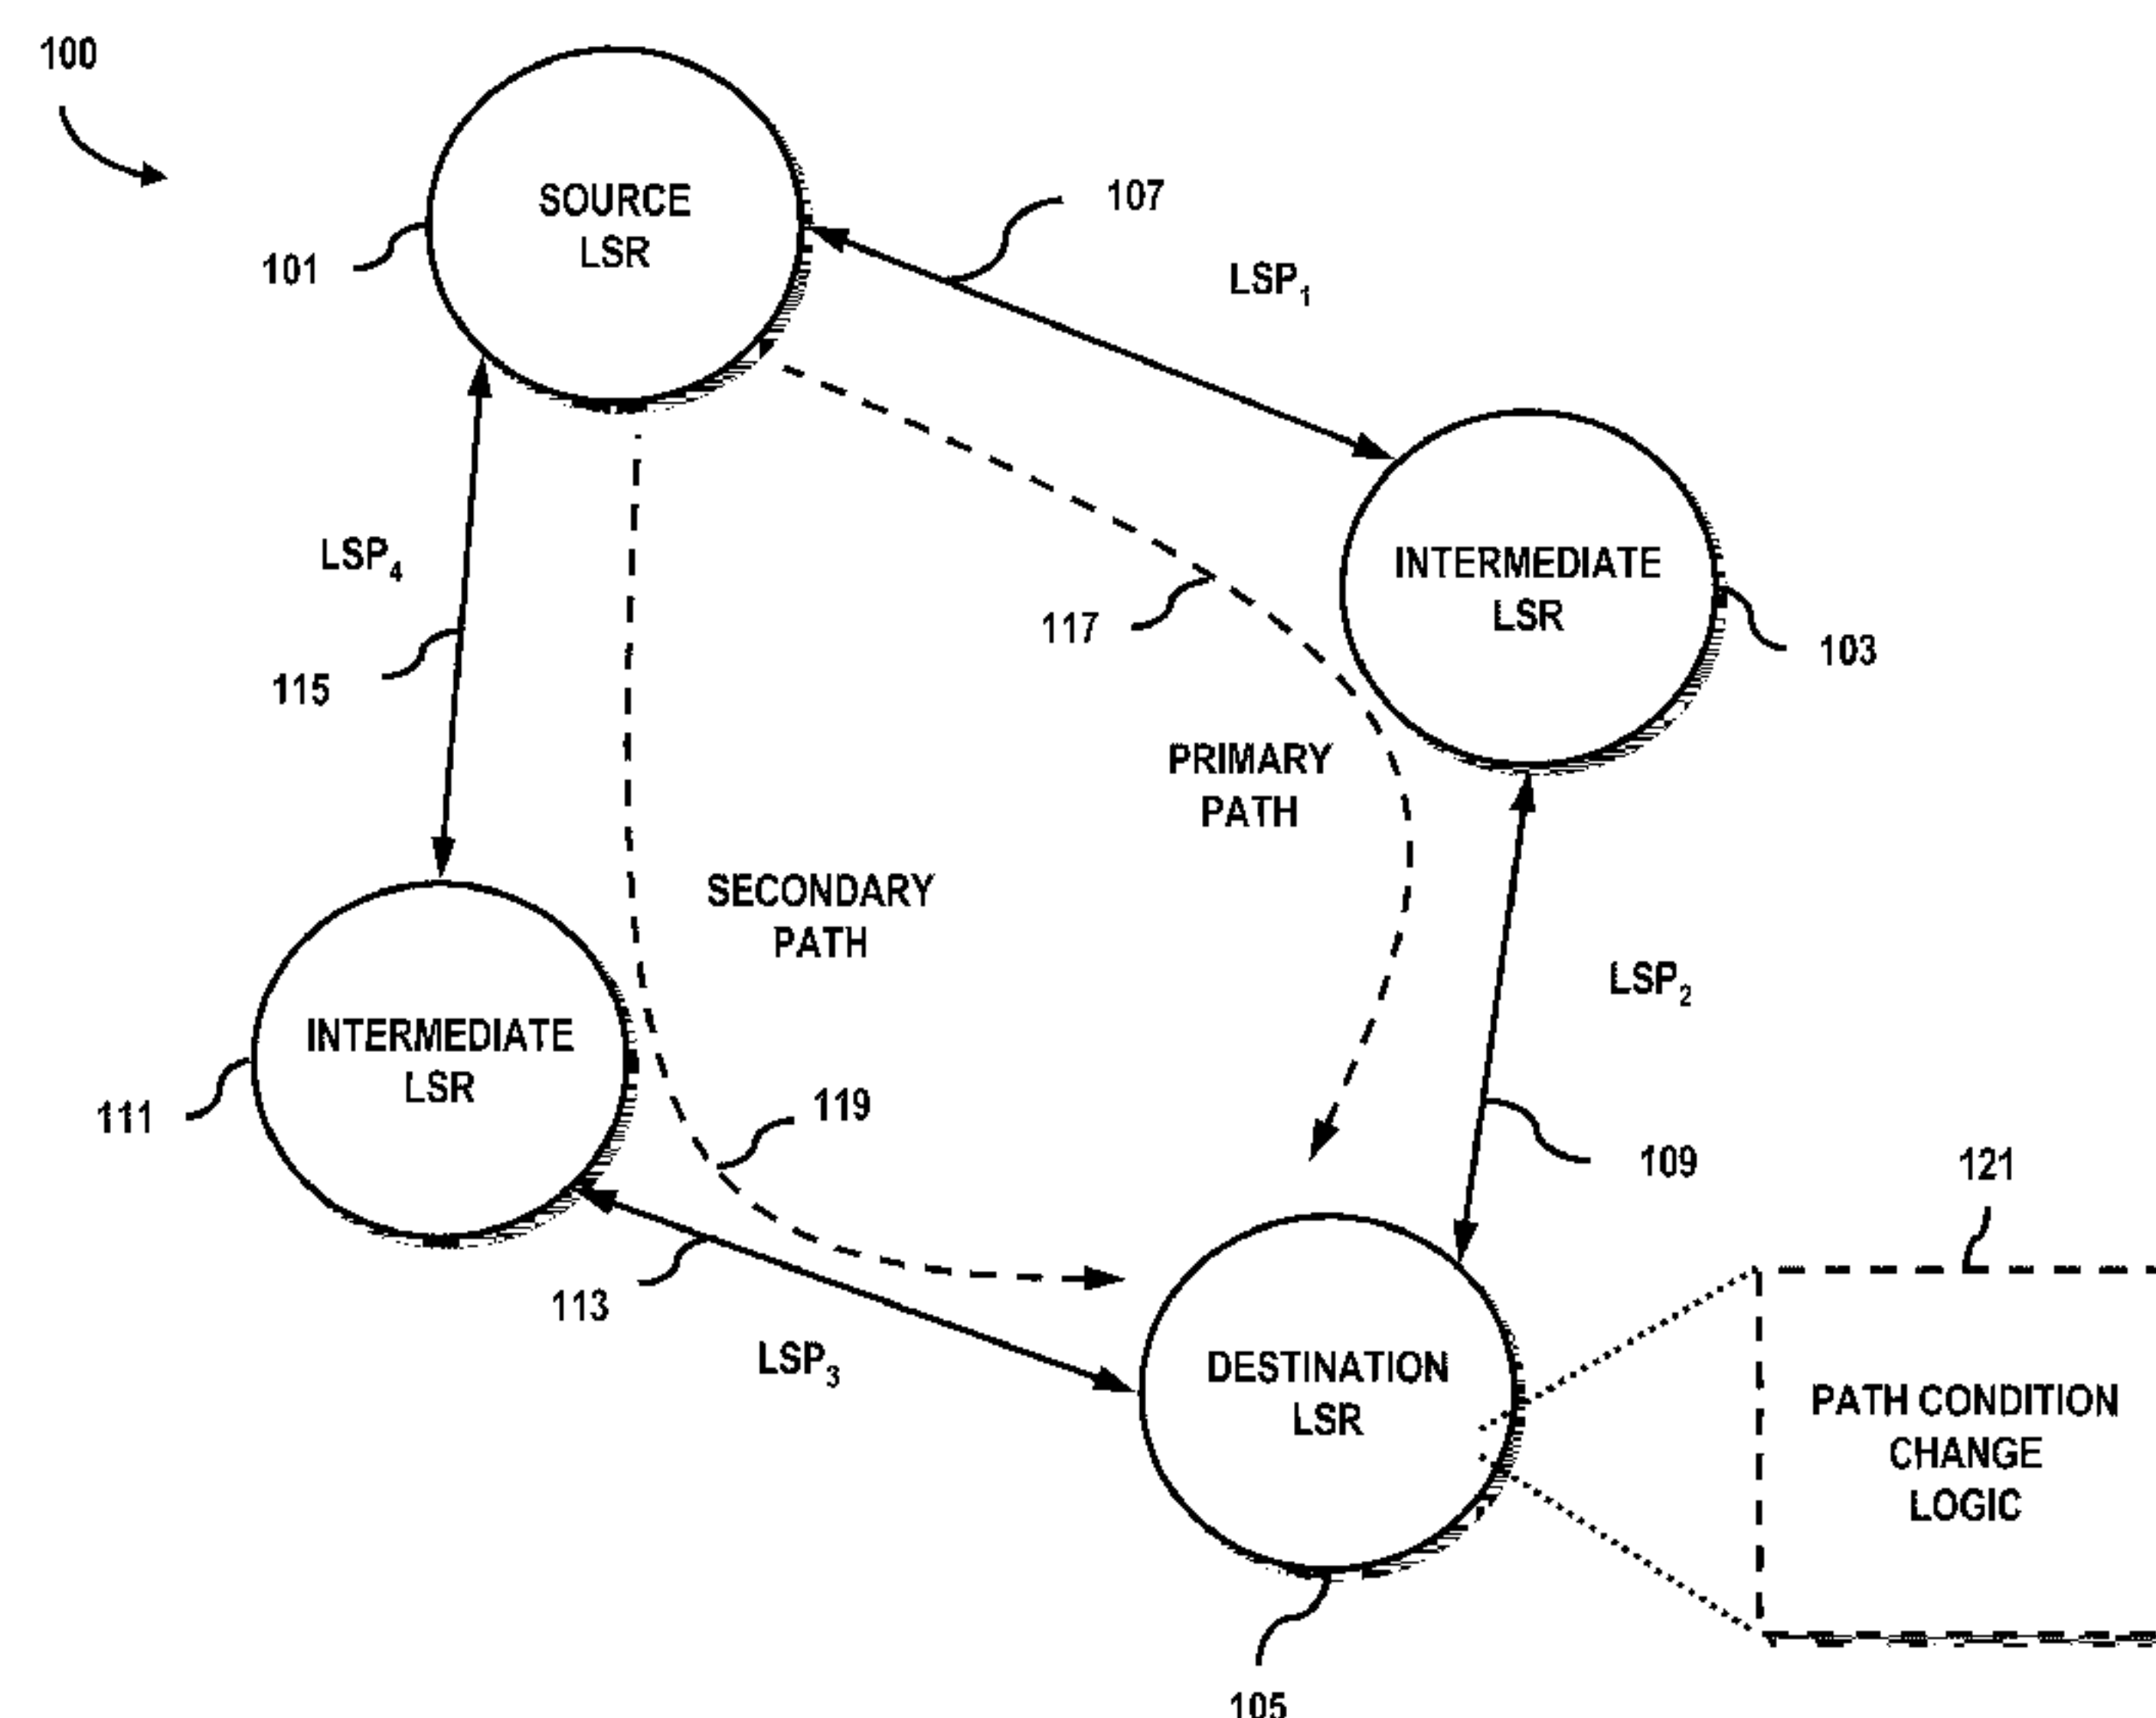 100
SOURCE
LSR
101
107
LSP1
INTERMEDIATE
LSR
103
LSP4
115
117
PRIMARY
PATH
SECONDARY
PATH
LSP2
INTERMEDIATE
LSR
111
119
109
121
113
LSP3
DESTINATION
LSR
PATH CONDITION
CHANGE
LOGIC
105